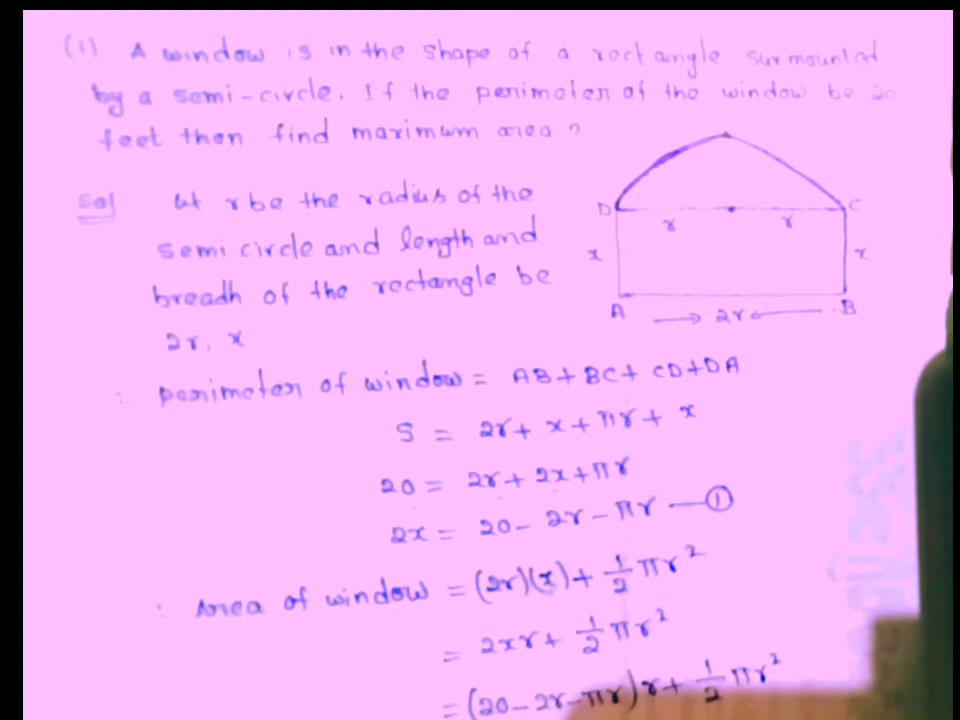 (1) A window is in the shape of a rectangle surmounted
by a semi-circle. If the perimeter of the window be 20
feet then find maximum area ?
Sol let r be the radius of the
semi circle and length and
breadh of the rectangle be
2r, x
D C
r r
x x
A → 2r ← B
∴ perimeter of window = AB + BC + CD + DA
S = 2r + x + πr + x
20 = 2r + 2x + πr
2x = 20 - 2r - πr — ①
∴ Area of window = (2r)(x) + 1/2 πr²
= 2xr + 1/2 πr²
= (20 - 2r - πr)r + 1/2 πr²